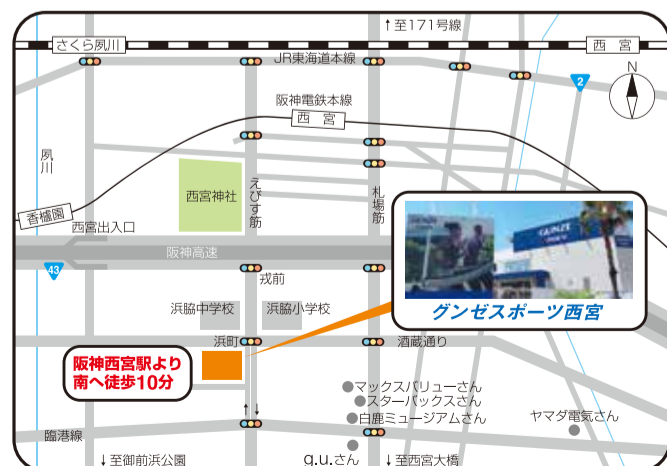 ↑至171号線
さくら夙川
西宮
JR東海道本線
2
N
阪神電鉄本線
西宮
夙川
西宮神社
えびす筋
札場筋
香櫨園
西宮出入口
阪神高速
43
戎前
GUNZE
グンゼスポーツ西宮
浜脇中学校
浜脇小学校
浜町
酒蔵通り
阪神西宮駅より
南へ徒歩10分
マックスバリューさん
スターバックスさん
白鹿ミュージアムさん
ヤマダ電気さん
臨港線
↓至御前浜公園
g.u.さん
↓至西宮大橋